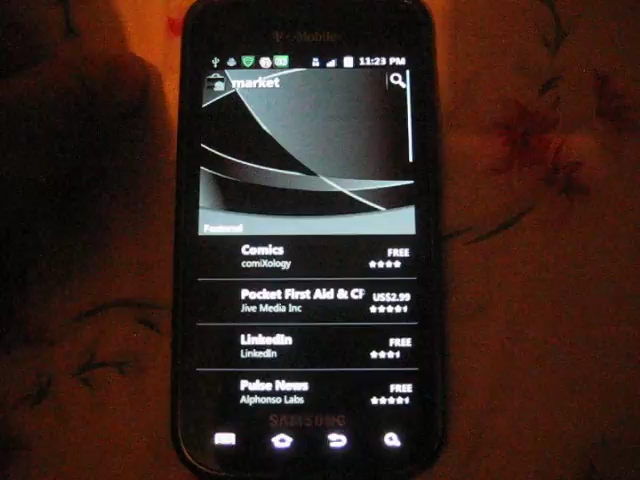 T-Mobile
11:23 PM
market
Featured
Comics
FREE
comiXology
Pocket First Aid & CP
US$2.99
Jive Media Inc
LinkedIn
FREE
LinkedIn
Pulse News
FREE
Alphonso Labs
SAMSUNG